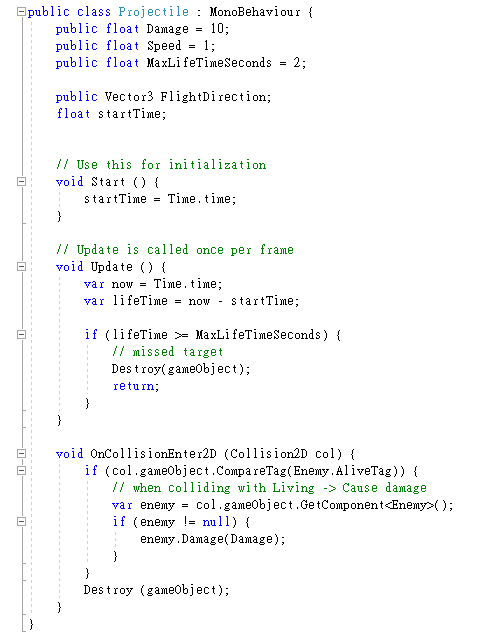 public class Projectile : MonoBehaviour {
    public float Damage = 10;
    public float Speed = 1;
    public float MaxLifeTimeSeconds = 2;

    public Vector3 FlightDirection;
    float startTime;


    // Use this for initialization
    void Start () {
        startTime = Time.time;
    }

    // Update is called once per frame
    void Update () {
        var now = Time.time;
        var lifeTime = now - startTime;

        if (lifeTime >= MaxLifeTimeSeconds) {
            // missed target
            Destroy(gameObject);
            return;
        }
    }

    void OnCollisionEnter2D (Collision2D col) {
        if (col.gameObject.CompareTag(Enemy.AliveTag)) {
            // when colliding with Living -> Cause damage
            var enemy = col.gameObject.GetComponent<Enemy>();
            if (enemy != null) {
                enemy.Damage(Damage);
            }
        }
        Destroy (gameObject);
    }
}